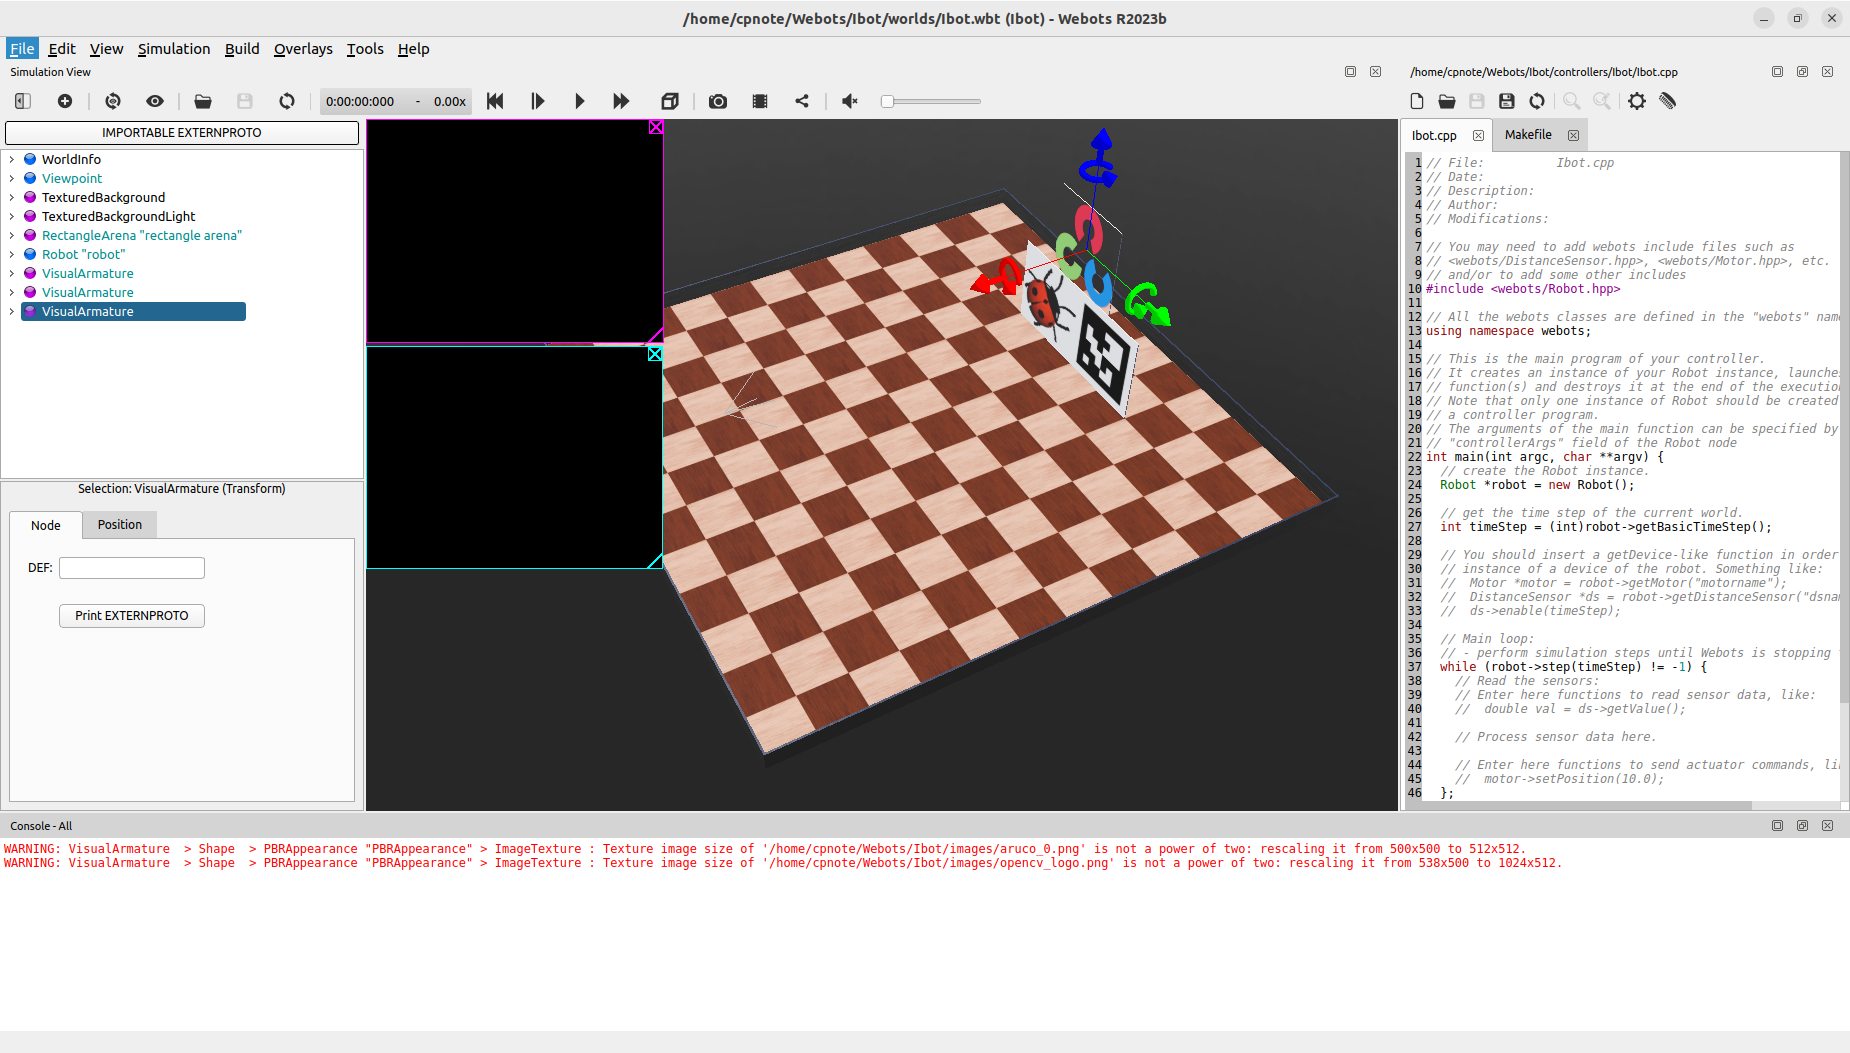 /home/cpnote/Webots/Ibot/worlds/Ibot.wbt (Ibot) - Webots R2023b
File Edit View Simulation Build Overlays Tools Help
Simulation View
0:00:00:000 - 0.00x
IMPORTABLE EXTERNPROTO
WorldInfo
Viewpoint
TexturedBackground
TexturedBackgroundLight
RectangleArena "rectangle arena"
Robot "robot"
VisualArmature
VisualArmature
VisualArmature
Selection: VisualArmature (Transform)
Node Position
DEF:
Print EXTERNPROTO
/home/cpnote/Webots/Ibot/controllers/Ibot/Ibot.cpp
Ibot.cpp Makefile
1 // File: Ibot.cpp
2 // Date:
3 // Description:
4 // Author:
5 // Modifications:
6
7 // You may need to add webots include files such as
8 // <webots/DistanceSensor.hpp>, <webots/Motor.hpp>, etc.
9 // and/or to add some other includes
10 #include <webots/Robot.hpp>
11
12 // All the webots classes are defined in the "webots" nam
13 using namespace webots;
14
15 // This is the main program of your controller.
16 // It creates an instance of your Robot instance, launche
17 // function(s) and destroys it at the end of the executio
18 // Note that only one instance of Robot should be created
19 // a controller program.
20 // The arguments of the main function can be specified by
21 // "controllerArgs" field of the Robot node
22 int main(int argc, char **argv) {
23 // create the Robot instance.
24 Robot *robot = new Robot();
25
26 // get the time step of the current world.
27 int timeStep = (int)robot->getBasicTimeStep();
28
29 // You should insert a getDevice-like function in order
30 // instance of a device of the robot. Something like:
31 // Motor *motor = robot->getMotor("motorname");
32 // DistanceSensor *ds = robot->getDistanceSensor("dsna
33 // ds->enable(timeStep);
34
35 // Main loop:
36 // - perform simulation steps until Webots is stopping
37 while (robot->step(timeStep) != -1) {
38 // Read the sensors:
39 // Enter here functions to read sensor data, like:
40 // double val = ds->getValue();
41
42 // Process sensor data here.
43
44 // Enter here functions to send actuator commands, li
45 // motor->setPosition(10.0);
46 };
Console - All
WARNING: VisualArmature > Shape > PBRAppearance "PBRAppearance" > ImageTexture : Texture image size of '/home/cpnote/Webots/Ibot/images/aruco_0.png' is not a power of two: rescaling it from 500x500 to 512x512.
WARNING: VisualArmature > Shape > PBRAppearance "PBRAppearance" > ImageTexture : Texture image size of '/home/cpnote/Webots/Ibot/images/opencv_logo.png' is not a power of two: rescaling it from 538x500 to 1024x512.